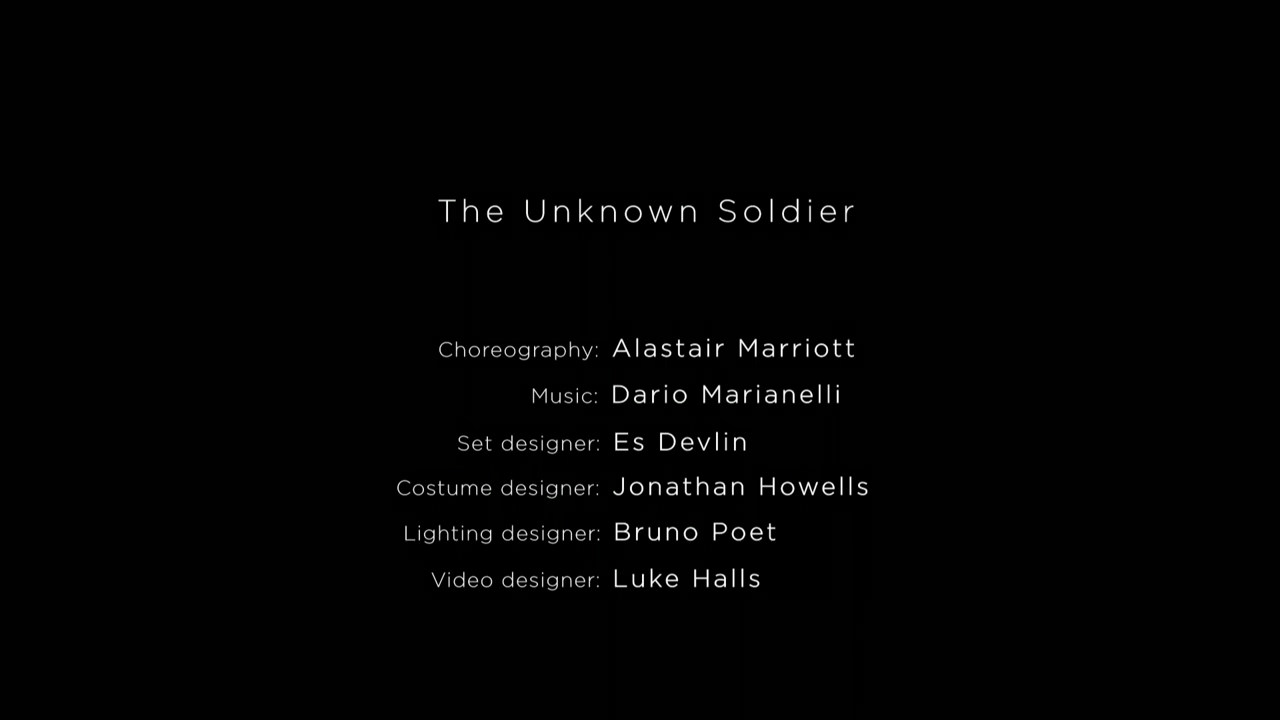 The Unknown Soldier
Choreography: Alastair Marriott
Music: Dario Marianelli
Set designer: Es Devlin
Costume designer: Jonathan Howells
Lighting designer: Bruno Poet
Video designer: Luke Halls